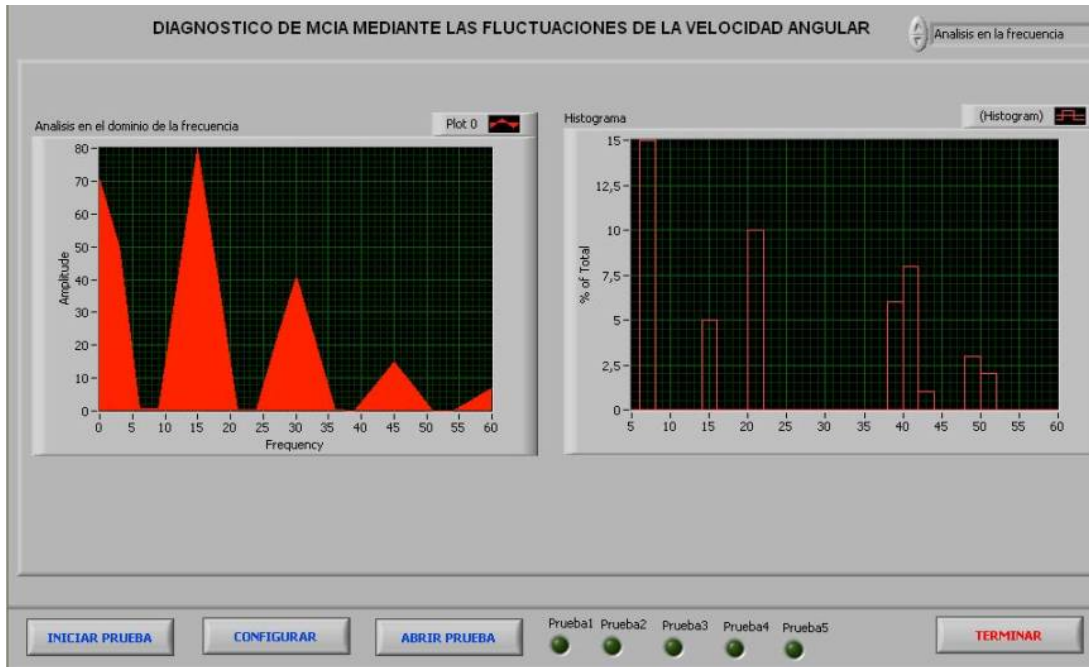 DIAGNOSTICO DE MCIA MEDIANTE LAS FLUCTUACIONES DE LA VELOCIDAD ANGULAR
Analisis en la frecuencia
Analisis en el dominio de la frecuencia
Plot 0
80
70
60
50
40
30
20
10
0
Amplitude
0 5 10 15 20 25 30 35 40 45 50 55 60
Frequency
Histograma
(Histogram)
15
12,5
10
7,5
5
2,5
0
% of Total
5 10 15 20 25 30 35 40 45 50 55 60
INICIAR PRUEBA
CONFIGURAR
ABRIR PRUEBA
Prueba1 Prueba2 Prueba3 Prueba4 Prueba5
TERMINAR